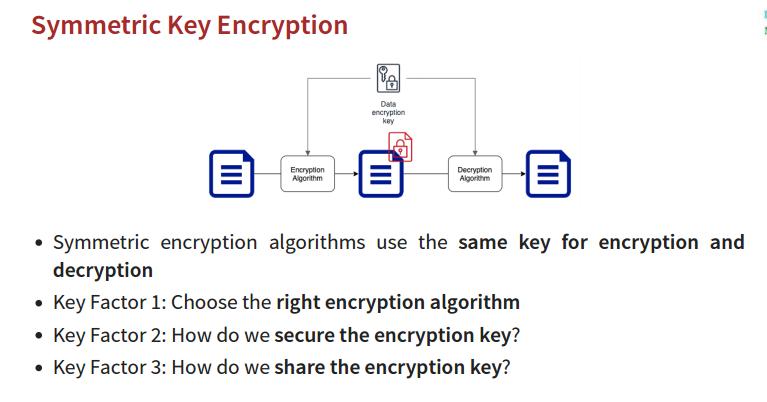 Symmetric Key Encryption
Data
encryption
key
Encryption
Algorithm
Decryption
Algorithm
• Symmetric encryption algorithms use the same key for encryption and
decryption
• Key Factor 1: Choose the right encryption algorithm
• Key Factor 2: How do we secure the encryption key?
• Key Factor 3: How do we share the encryption key?